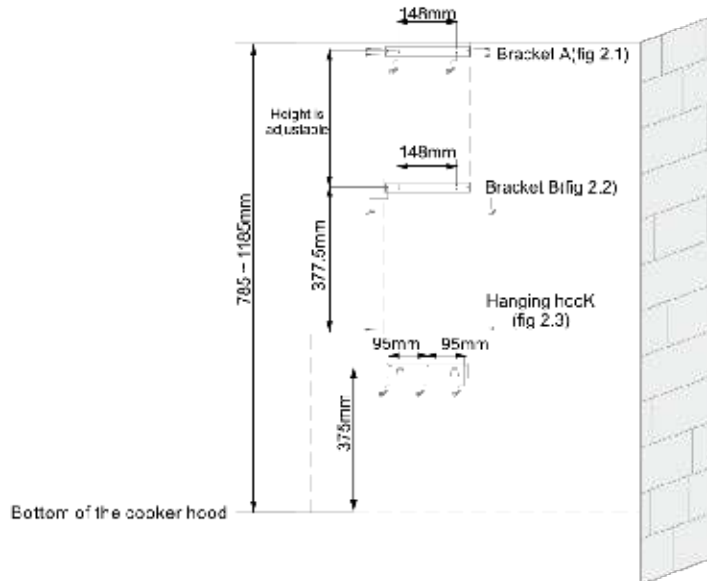 148mm
Bracket A(fig 2.1)
Height is
adjustable
148mm
Bracket B(fig 2.2)
785-1185mm
377.5mm
Hanging hooK
(fig 2.3)
95mm 95mm
375mm
Bottom of the cooker hood